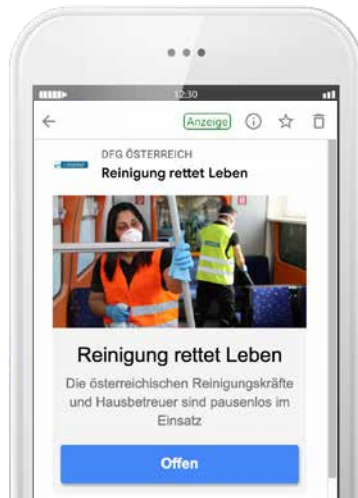 12:30
Anzeige
DFG ÖSTERREICH
Reinigung rettet Leben
Reinigung rettet Leben
Die österreichischen Reinigungskräfte
und Hausbetreuer sind pausenlos im
Einsatz
Offen